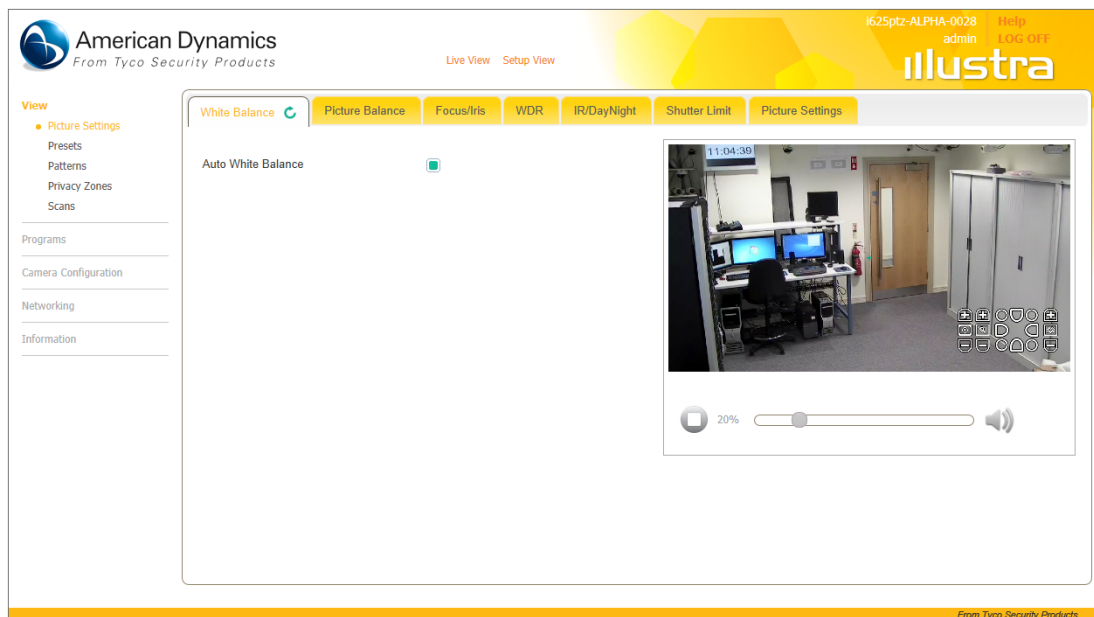 American Dynamics
From Tyco Security Products
Live View Setup View
i625ptz-ALPHA-0028 Help
admin LOG OFF
illustra
View
Picture Settings
Presets
Patterns
Privacy Zones
Scans
Programs
Camera Configuration
Networking
Information
White Balance
Picture Balance
Focus/Iris
WDR
IR/DayNight
Shutter Limit
Picture Settings
Auto White Balance
11:04:39
20%
From Tyco Security Products